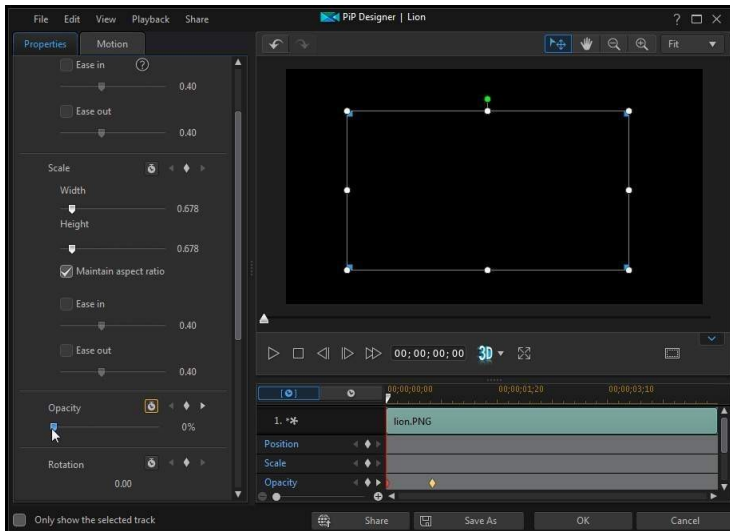 File Edit View Playback Share
PiP Designer | Lion
?
Properties Motion
Fit
Ease in ?
0.40
Ease out
0.40
Scale
Width
0.678
Height
0.678
Maintain aspect ratio
Ease in
0.40
Ease out
0.40
00;00;00;00 3D
Opacity
0%
Rotation
0.00
00;00;00;00 00;00;01;20 00;00;03;10
1. lion.PNG
Position
Scale
Opacity
Only show the selected track
Share Save As OK Cancel